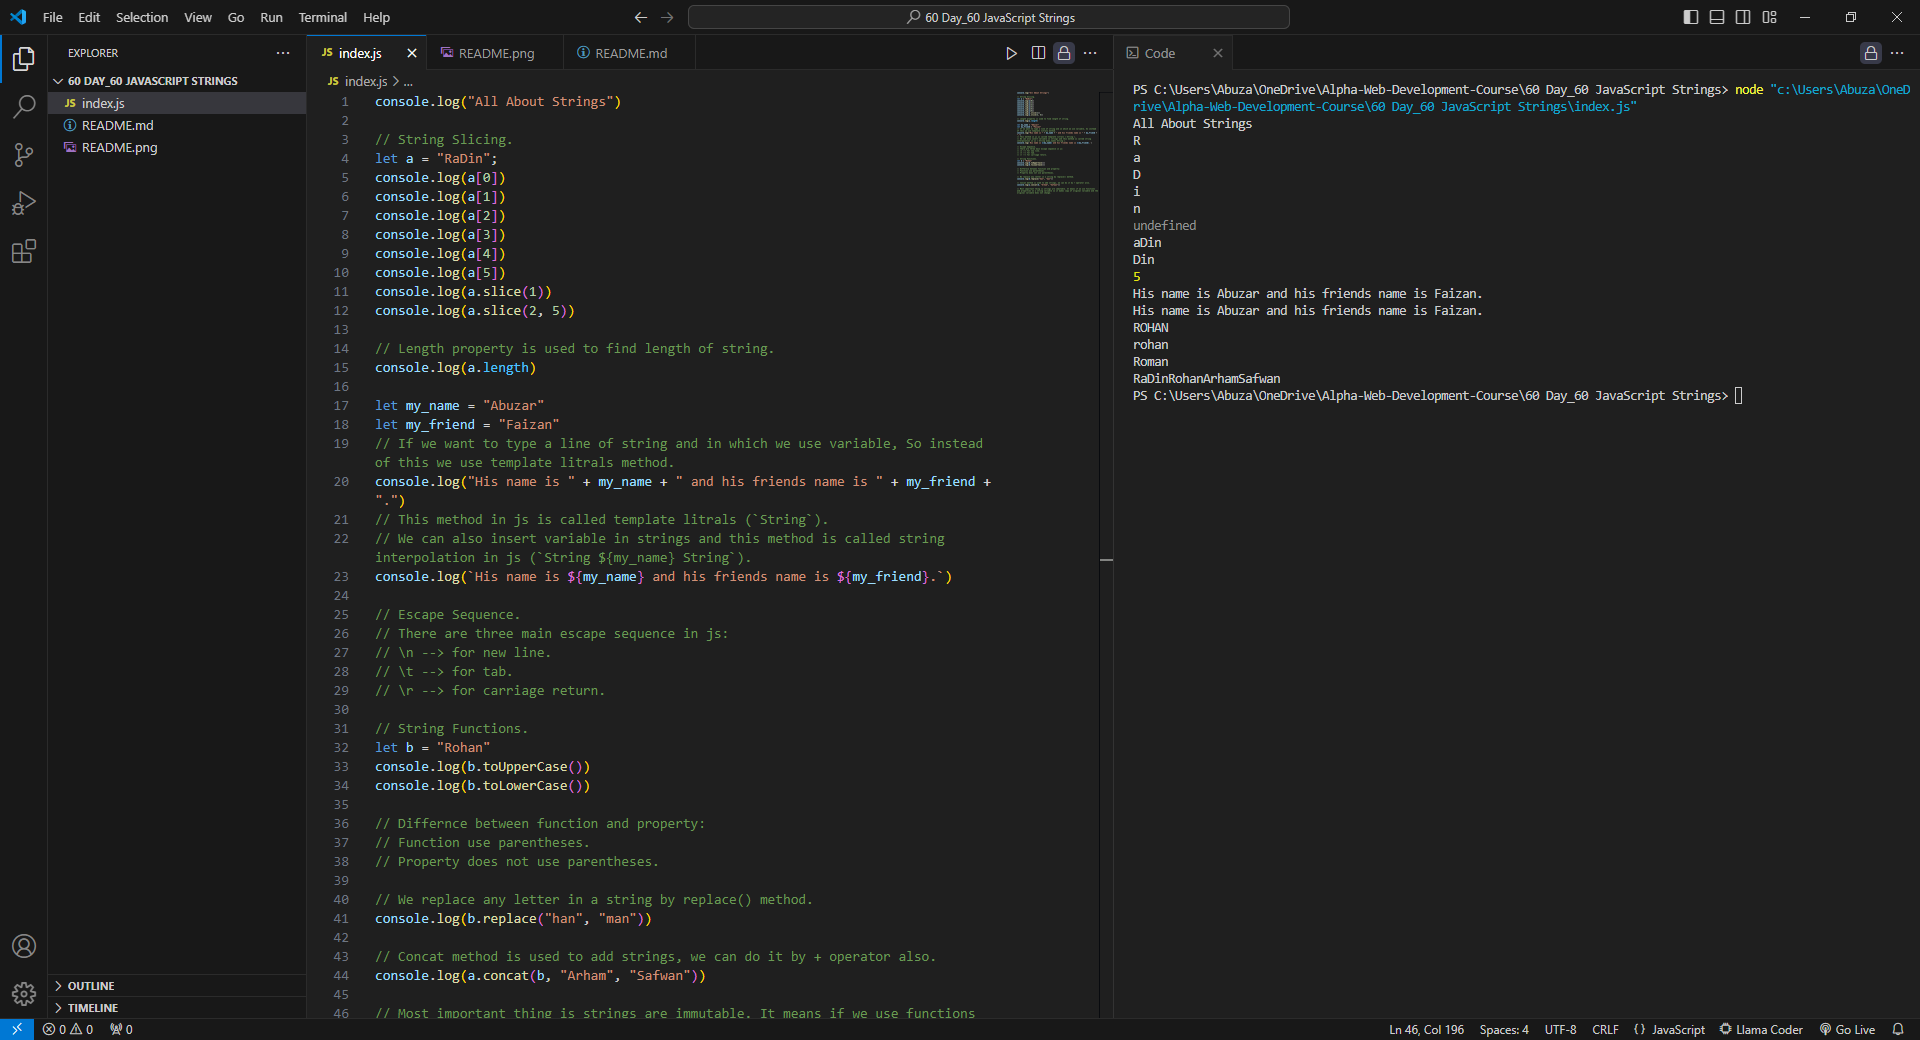 File Edit Selection View Go Run Terminal Help
60 Day_60 JavaScript Strings
EXPLORER
60 DAY_60 JAVASCRIPT STRINGS
JS index.js
README.md
README.png
OUTLINE
TIMELINE
JS index.js README.png README.md
JS index.js > ...
1 console.log("All About Strings")
2
3 // String Slicing.
4 let a = "RaDin";
5 console.log(a[0])
6 console.log(a[1])
7 console.log(a[2])
8 console.log(a[3])
9 console.log(a[4])
10 console.log(a[5])
11 console.log(a.slice(1))
12 console.log(a.slice(2, 5))
13
14 // Length property is used to find length of string.
15 console.log(a.length)
16
17 let my_name = "Abuzar"
18 let my_friend = "Faizan"
19 // If we want to type a line of string and in which we use variable, So instead
of this we use template litrals method.
20 console.log("His name is " + my_name + " and his friends name is " + my_friend +
".")
21 // This method in js is called template litrals (`String`).
22 // We can also insert variable in strings and this method is called string
interpolation in js (`String ${my_name} String`).
23 console.log(`His name is ${my_name} and his friends name is ${my_friend}.`)
24
25 // Escape Sequence.
26 // There are three main escape sequence in js:
27 // \n --> for new line.
28 // \t --> for tab.
29 // \r --> for carriage return.
30
31 // String Functions.
32 let b = "Rohan"
33 console.log(b.toUpperCase())
34 console.log(b.toLowerCase())
35
36 // Differnce between function and property:
37 // Function use parentheses.
38 // Property does not use parentheses.
39
40 // We replace any letter in a string by replace() method.
41 console.log(b.replace("han", "man"))
42
43 // Concat method is used to add strings, we can do it by + operator also.
44 console.log(a.concat(b, "Arham", "Safwan"))
45
46 // Most important thing is strings are immutable. It means if we use functions
Code
PS C:\Users\Abuza\OneDrive\Alpha-Web-Development-Course\60 Day_60 JavaScript Strings> node "c:\Users\Abuza\OneD
rive\Alpha-Web-Development-Course\60 Day_60 JavaScript Strings\index.js"
All About Strings
R
a
D
i
n
undefined
aDin
Din
5
His name is Abuzar and his friends name is Faizan.
His name is Abuzar and his friends name is Faizan.
ROHAN
rohan
Roman
RaDinRohanArhamSafwan
PS C:\Users\Abuza\OneDrive\Alpha-Web-Development-Course\60 Day_60 JavaScript Strings>
0 0 0 Ln 46, Col 196 Spaces: 4 UTF-8 CRLF {} JavaScript Llama Coder Go Live